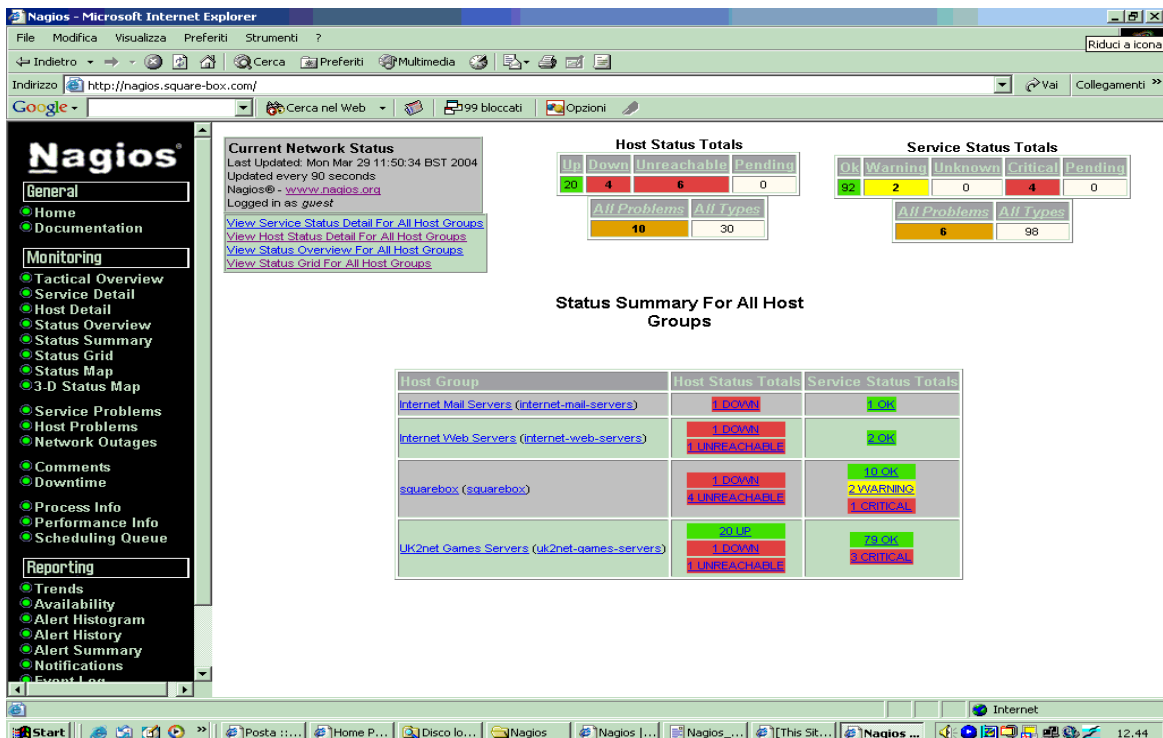 Nagios - Microsoft Internet Explorer
File Modifica Visualizza Preferiti Strumenti ?
Riduci a icona
Indietro Cerca Preferiti Multimedia
Indirizzo http://nagios.square-box.com/ Vai Collegamenti »
Google Cerca nel Web 99 bloccati Opzioni
Nagios®
General
Home
Documentation
Monitoring
Tactical Overview
Service Detail
Host Detail
Status Overview
Status Summary
Status Grid
Status Map
3-D Status Map
Service Problems
Host Problems
Network Outages
Comments
Downtime
Process Info
Performance Info
Scheduling Queue
Reporting
Trends
Availability
Alert Histogram
Alert History
Alert Summary
Notifications
Event Log
Current Network Status
Last Updated: Mon Mar 29 11:50:34 BST 2004
Updated every 90 seconds
Nagios® - www.nagios.org
Logged in as guest
View Service Status Detail For All Host Groups
View Host Status Detail For All Host Groups
View Status Overview For All Host Groups
View Status Grid For All Host Groups
Host Status Totals
Up Down Unreachable Pending
20 4 6 0
All Problems All Types
10 30
Service Status Totals
Ok Warning Unknown Critical Pending
92 2 0 4 0
All Problems All Types
6 98
Status Summary For All Host
Groups
Host Group Host Status Totals Service Status Totals
Internet Mail Servers (internet-mail-servers) 1 DOWN 1 OK
Internet Web Servers (internet-web-servers) 1 DOWN 2 OK
1 UNREACHABLE
squarebox (squarebox) 1 DOWN 10 OK
4 UNREACHABLE 2 WARNING
1 CRITICAL
UK2net Games Servers (uk2net-games-servers) 20 UP 79 OK
1 DOWN 3 CRITICAL
1 UNREACHABLE
Internet
Start » Posta ::... Home P... Disco lo... Nagios Nagios |... Nagios_... [This Sit... Nagios ... 12.44